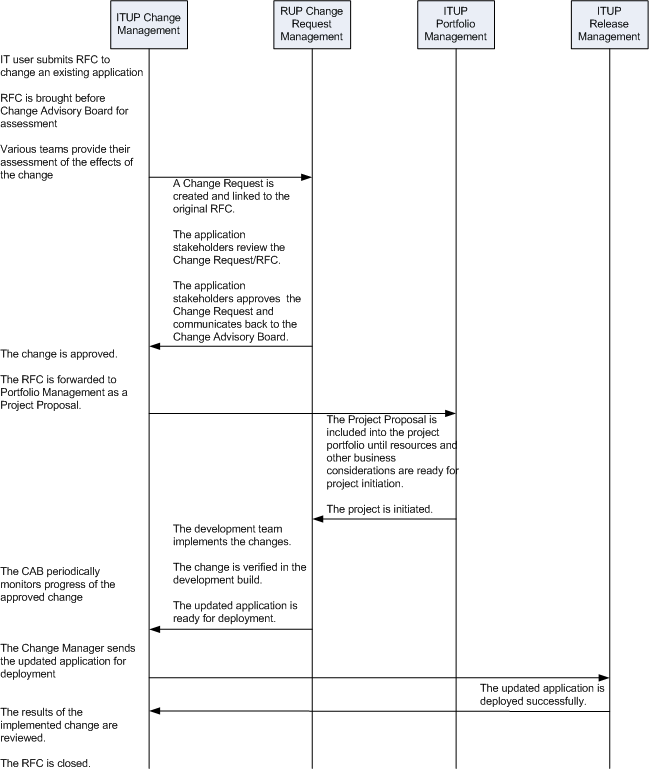 ITUP Change
Management
RUP Change
Request
Management
ITUP
Portfolio
Management
ITUP
Release
Management
IT user submits RFC to
change an existing application
RFC is brought before
Change Advisory Board for
assessment
Various teams provide their
assessment of the effects of
the change
A Change Request is
created and linked to the
original RFC.
The application
stakeholders review the
Change Request/RFC.
The application
stakeholders approves the
Change Request and
communicates back to the
Change Advisory Board.
The change is approved.
The RFC is forwarded to
Portfolio Management as a
Project Proposal.
The Project Proposal is
included into the project
portfolio until resources and
other business
considerations are ready for
project initiation.
The project is initiated.
The development team
implements the changes.
The change is verified in the
development build.
The updated application is
ready for deployment.
The CAB periodically
monitors progress of the
approved change
The Change Manager sends
the updated application for
deployment
The updated application is
deployed successfully.
The results of the
implemented change are
reviewed.
The RFC is closed.